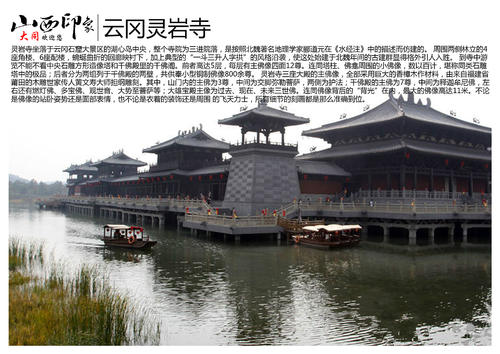 山西印象
大同欢迎您
云冈灵岩寺
灵岩寺坐落于云冈石窟大景区的湖心岛中央，整个寺院为三进院落，是按照北魏著名地理学家郦道元在《水经注》中的描述而仿建的。 周围两侧林立的4
座角楼、6座配楼，蜿蜒曲折的回廊映衬下，加上典型的“一斗三升人字拱”的风格沿袭，使这处始建于北魏年间的古建群显得格外引人入胜。 到寺中游
览不能不看中央石雕方形造像塔和千佛殿里的千佛阁。前者高达5层，每层有主佛像四面12尊。连同塔柱、佛龛周围的小佛像，数以百计，堪称同类石雕
塔中的极品；后者分为两组列于千佛殿的两壁，共供奉小型铜制佛像800余尊。 灵岩寺三座大殿的主佛像，全部采用巨大的香樟木作材料，由来自福建省
莆田的木雕世家传人黄文寿大师担纲雕刻。其中，山门大的主佛为3尊，中间为交脚弥勒菩萨，两侧为护法；千佛殿的主佛为7尊，中间为释迦牟尼佛，左
右还有燃灯佛、多宝佛、观世音、大势至菩萨等；大雄宝殿主像为过去、现在、未来三世佛。连同佛像背后的“背光”在内，最大的佛像高达11米。不论
是佛像的站卧姿势还是面部表情，也不论是衣着的装饰还是周围 的飞天力士，所有细节的刻画都是那么准确到位。